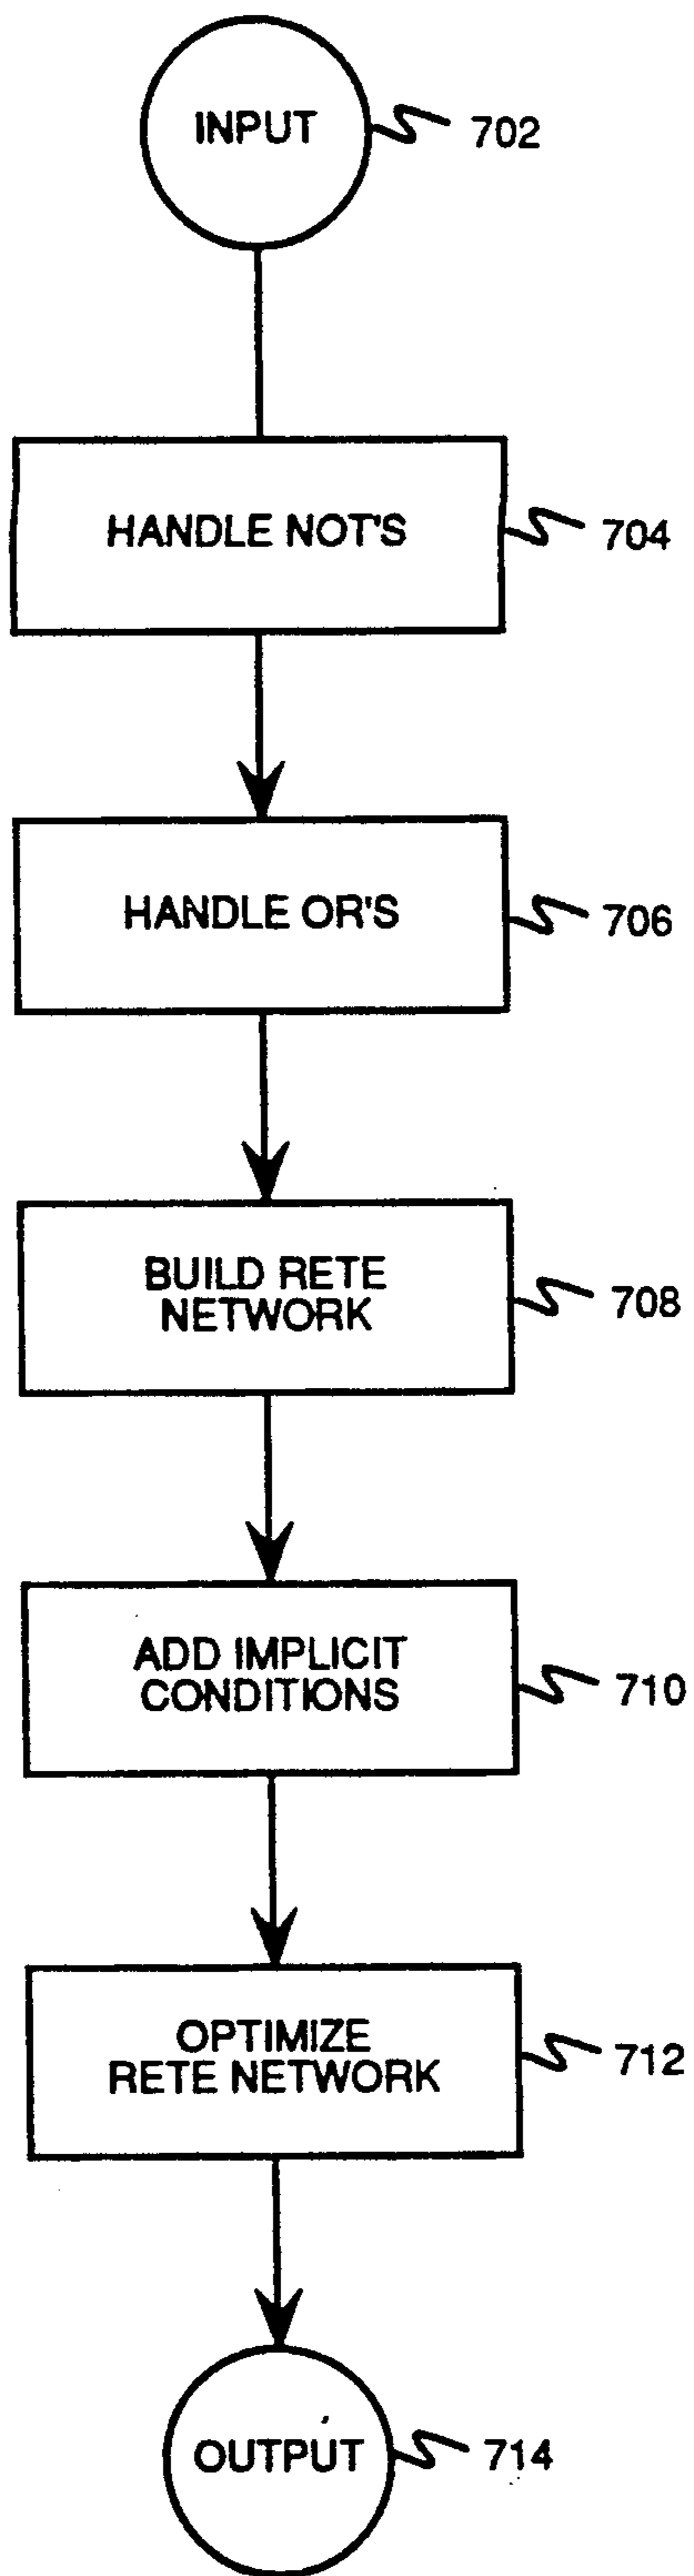 INPUT
702
HANDLE NOT'S
704
HANDLE OR'S
706
BUILD RETE
NETWORK
708
ADD IMPLICIT
CONDITIONS
710
OPTIMIZE
RETE NETWORK
712
OUTPUT
714